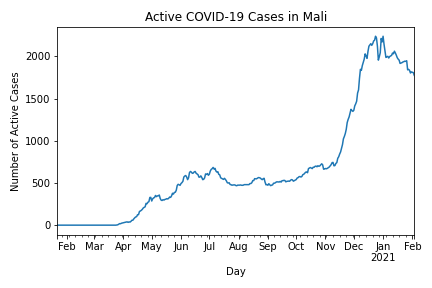 Active COVID-19 Cases in Mali
Number of Active Cases
2000
1500
1000
500
0
Feb Mar Apr May Jun Jul Aug Sep Oct Nov Dec Jan Feb
2021
Day